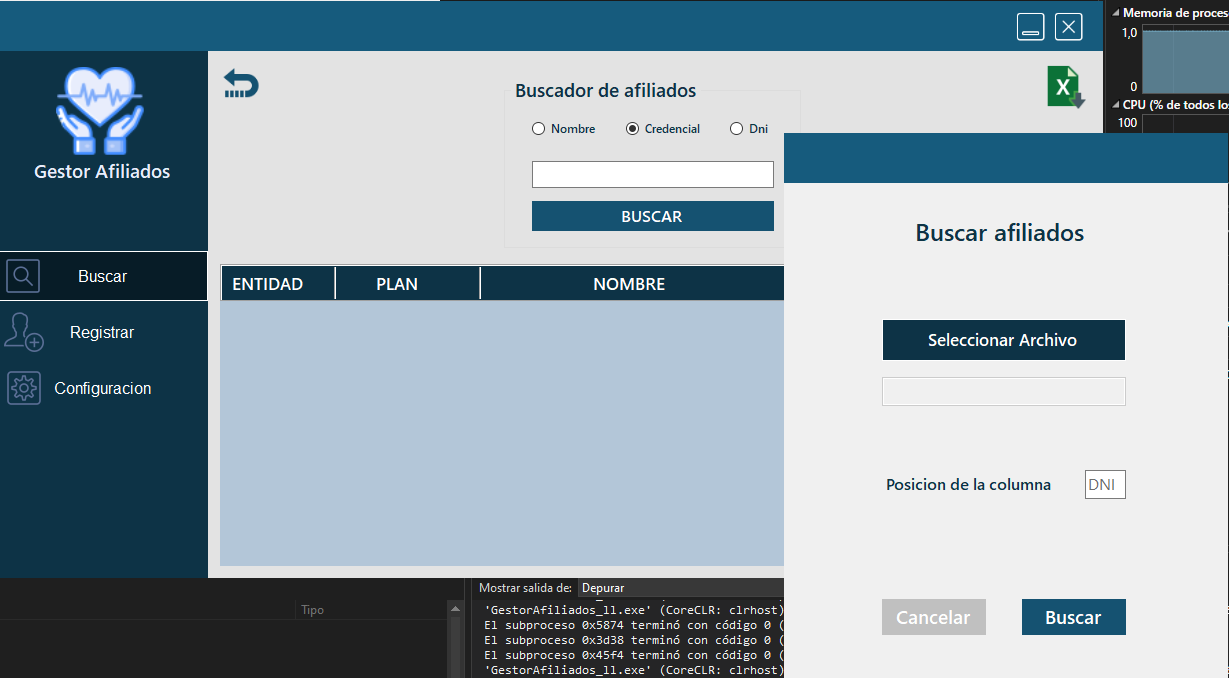 Memoria de proces
1,0
0
CPU (% de todos lo
100
Gestor Afiliados
Buscar
Registrar
Configuracion
Buscador de afiliados
Nombre Credencial Dni
BUSCAR
X
ENTIDAD PLAN NOMBRE
Buscar afiliados
Seleccionar Archivo
Posicion de la columna DNI
Cancelar Buscar
Tipo
Mostrar salida de: Depurar
'GestorAfiliados_ll.exe' (CoreCLR: clrhost)
El subproceso 0x5874 terminó con código 0 (
El subproceso 0x3d38 terminó con código 0 (
El subproceso 0x45f4 terminó con código 0 (
'GestorAfiliados_ll.exe' (CoreCLR: clrhost)